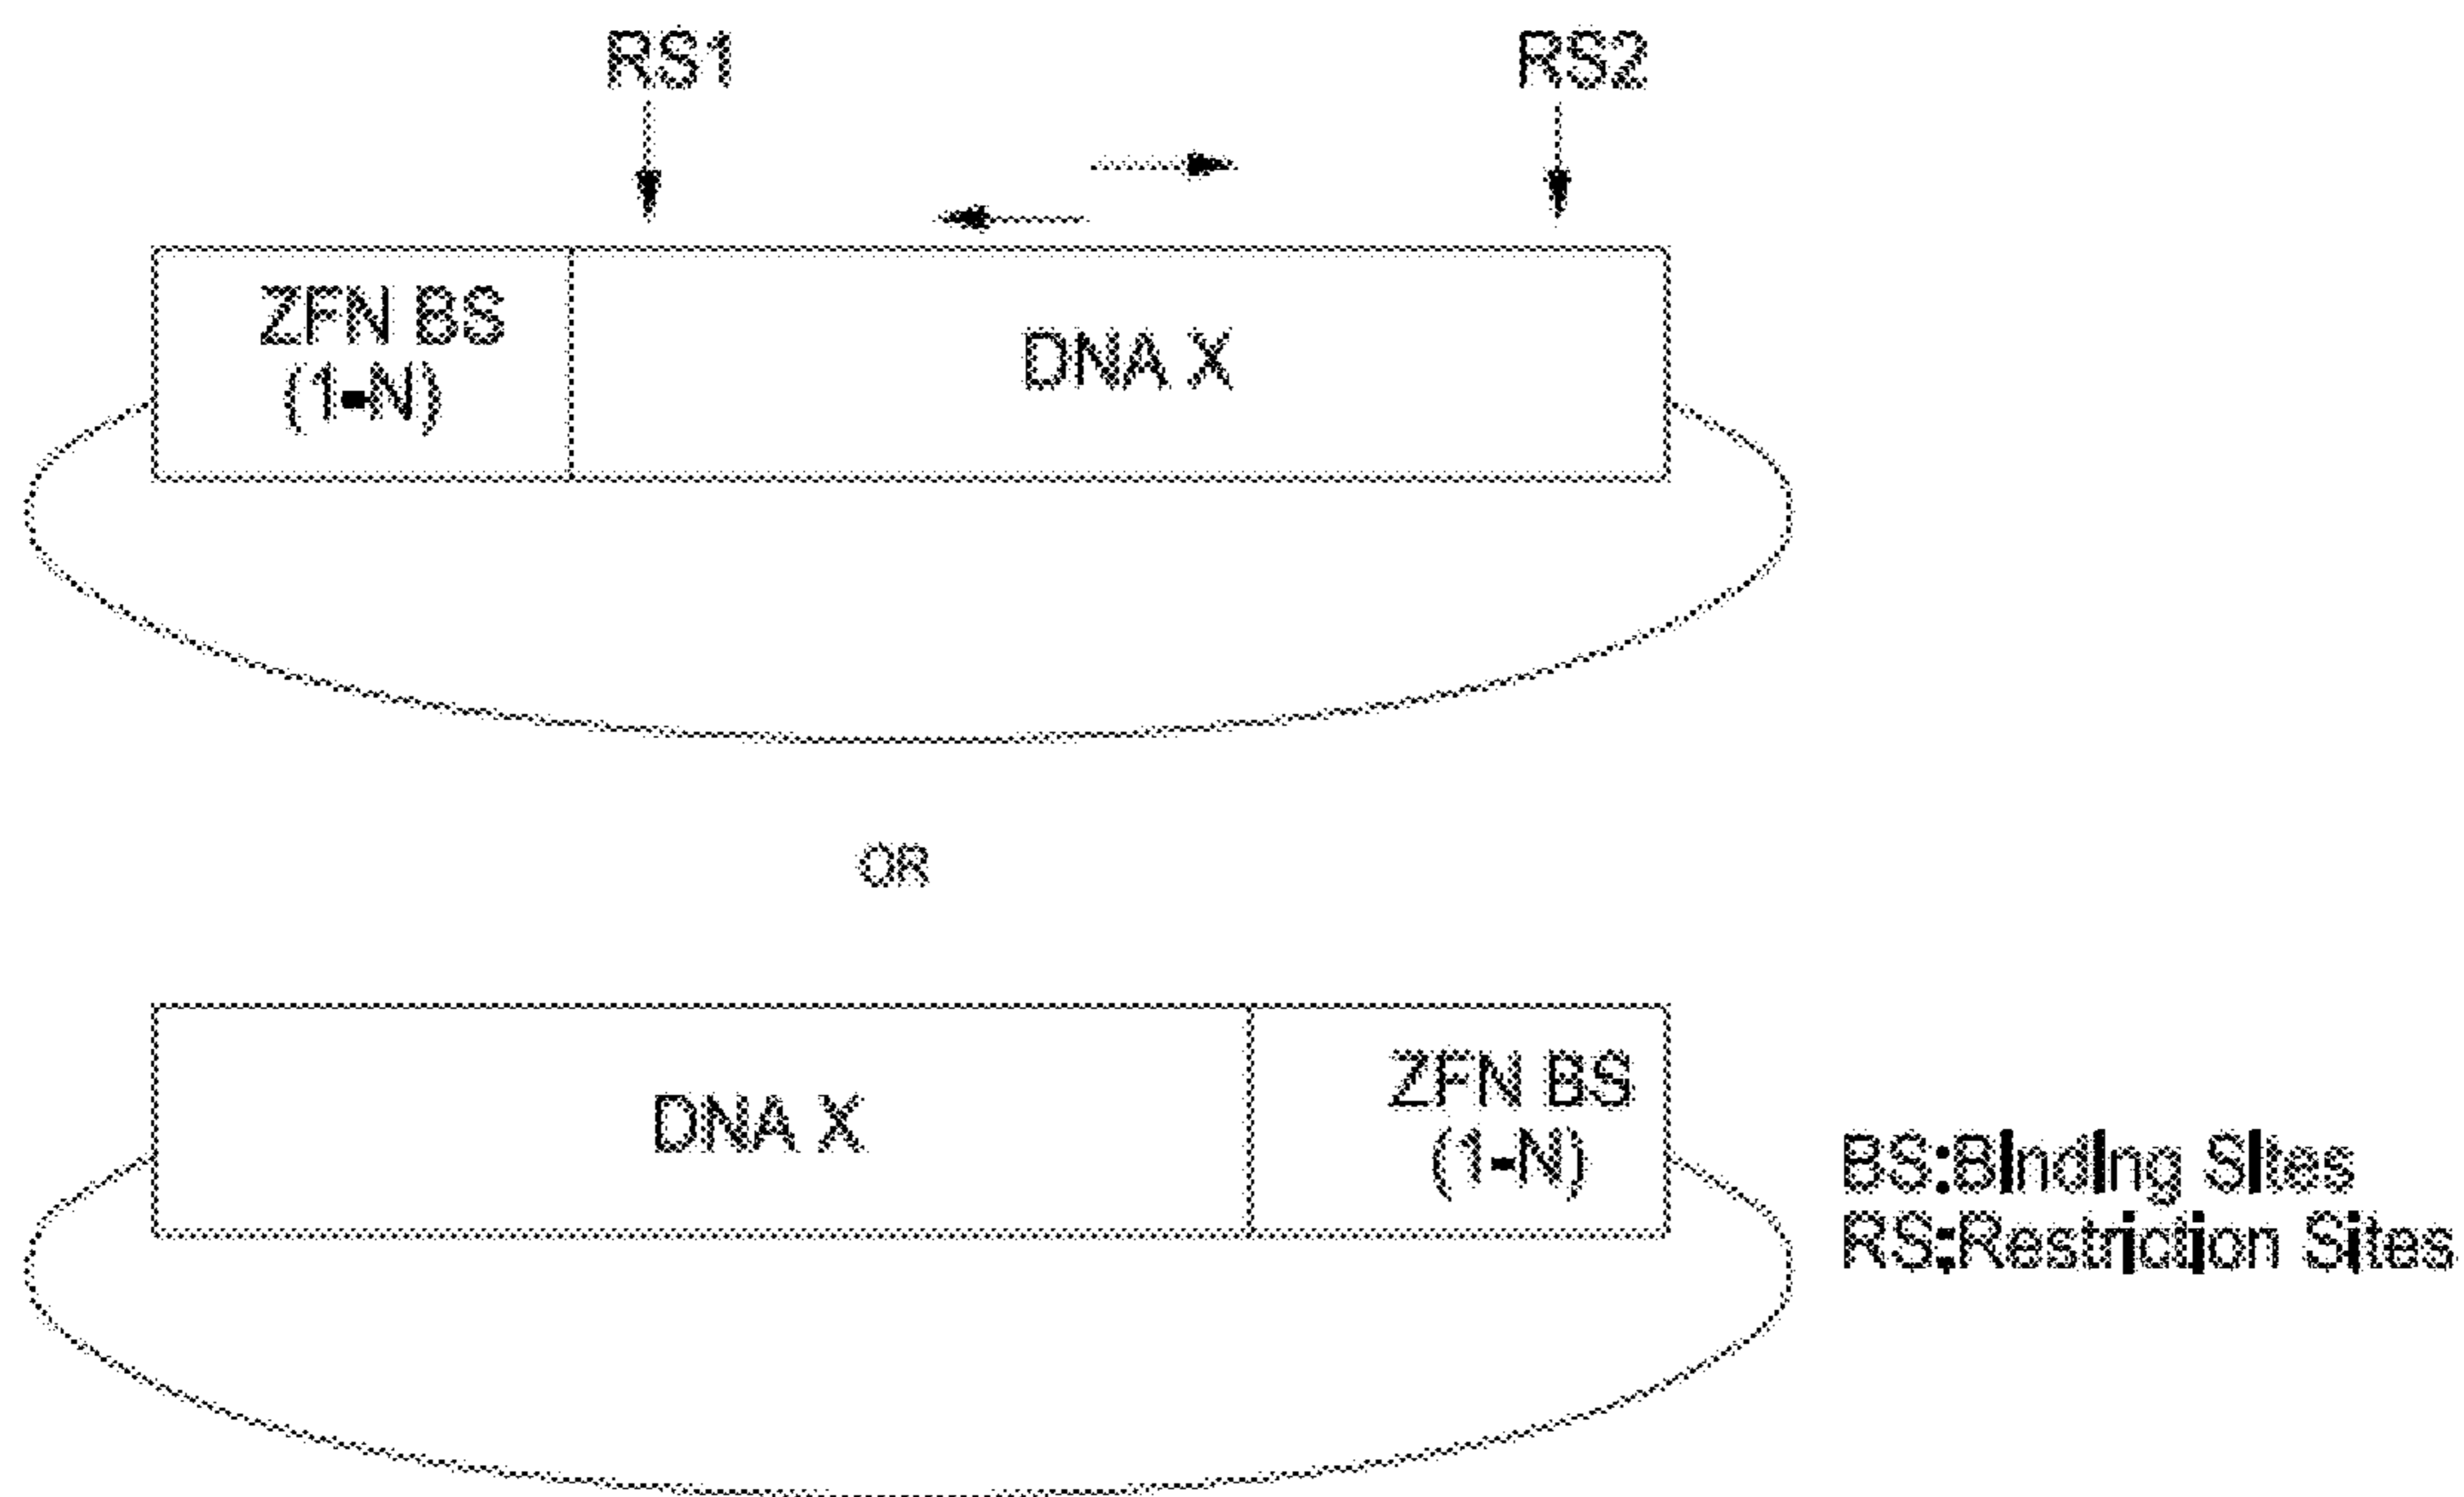 RS1
RS2
ZFN BS
(1-N)
DNA X
OR
DNA X
ZFN BS
(1-N)
BS:Binding Sites
RS:Restriction Sites